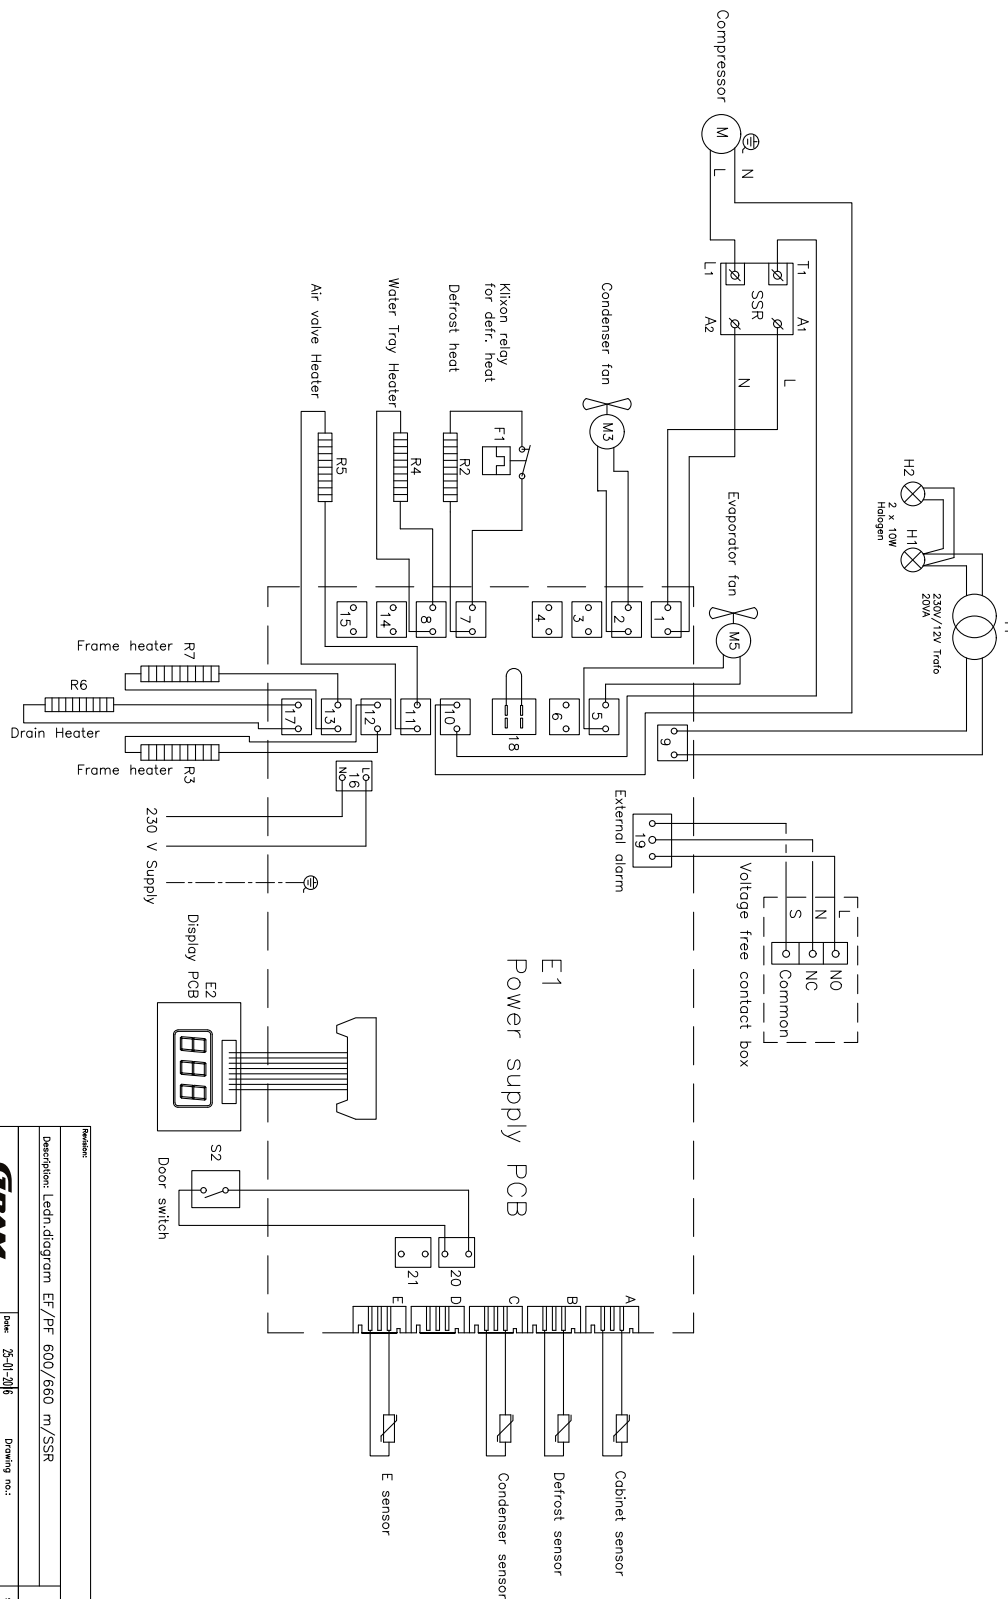 Compressor
M
N
L
T1
L1
SSR
A1
A2
L
N
H2
H1
2 x 10W
Halogen
230V/12V Trafo
20VA
Condenser fan
M3
Evaporator fan
M5
Klixon relay
for defr. heat
F1
Defrost heat
R2
Water Tray Heater
R4
Air valve Heater
R5
1
2
3
4
7
8
14
15
5
6
18
10
11
12
13
17
9
16
L
N
Frame heater
R7
R6
Drain Heater
Frame heater
R3
230 V Supply
External alarm
19
Voltage free contact box
L
N
S
NO
NC
Common
E1
Power supply PCB
E2
Display PCB
S2
Door switch
20
21
A
B
C
D
E
Cabinet sensor
Defrost sensor
Condenser sensor
E sensor
Revision:
Description: Ledn.diagram EF/PF 600/660 m/SSR
GRAM
Date: 25-01-2016
Drawing no.: